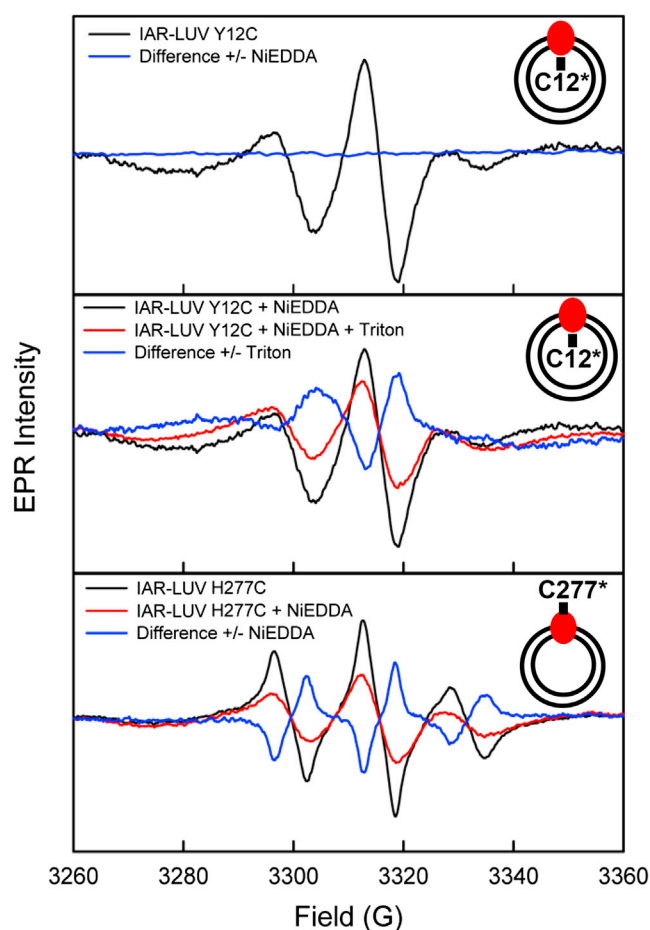 IAR-LUV Y12C
Difference +/- NiEDDA
C12*
IAR-LUV Y12C + NiEDDA
IAR-LUV Y12C + NiEDDA + Triton
Difference +/- Triton
C12*
IAR-LUV H277C
IAR-LUV H277C + NiEDDA
Difference +/- NiEDDA
C277*
EPR Intensity
3260 3280 3300 3320 3340 3360
Field (G)